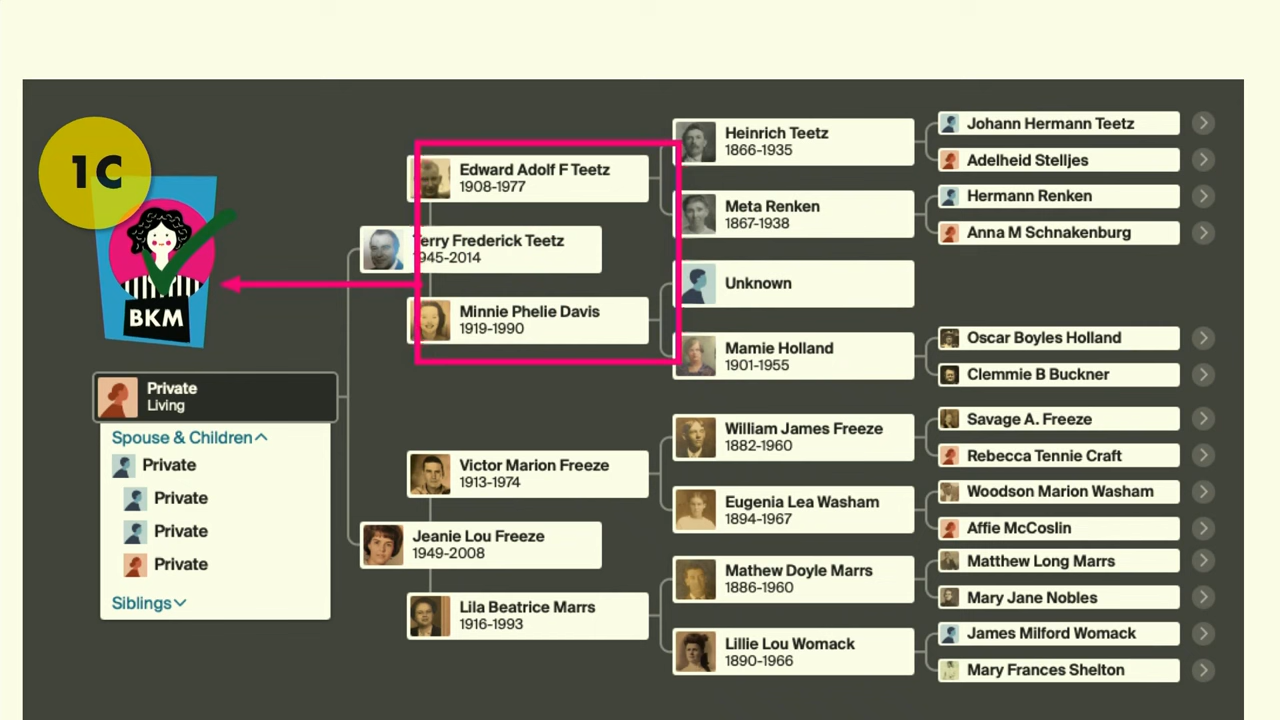 1C
BKM
Private
Living
Spouse & Children
Private
Private
Private
Private
Siblings
Terry Frederick Teetz
1945-2014
Jeanie Lou Freeze
1949-2008
Edward Adolf F Teetz
1908-1977
Minnie Phelie Davis
1919-1990
Victor Marion Freeze
1913-1974
Lila Beatrice Marrs
1916-1993
Heinrich Teetz
1866-1935
Meta Renken
1867-1938
Unknown
Mamie Holland
1901-1955
William James Freeze
1882-1960
Eugenia Lea Washam
1894-1967
Mathew Doyle Marrs
1886-1960
Lillie Lou Womack
1890-1966
Johann Hermann Teetz
Adelheid Stelljes
Hermann Renken
Anna M Schnakenburg
Oscar Boyles Holland
Clemmie B Buckner
Savage A. Freeze
Rebecca Tennie Craft
Woodson Marion Washam
Affie McCoslin
Matthew Long Marrs
Mary Jane Nobles
James Milford Womack
Mary Frances Shelton